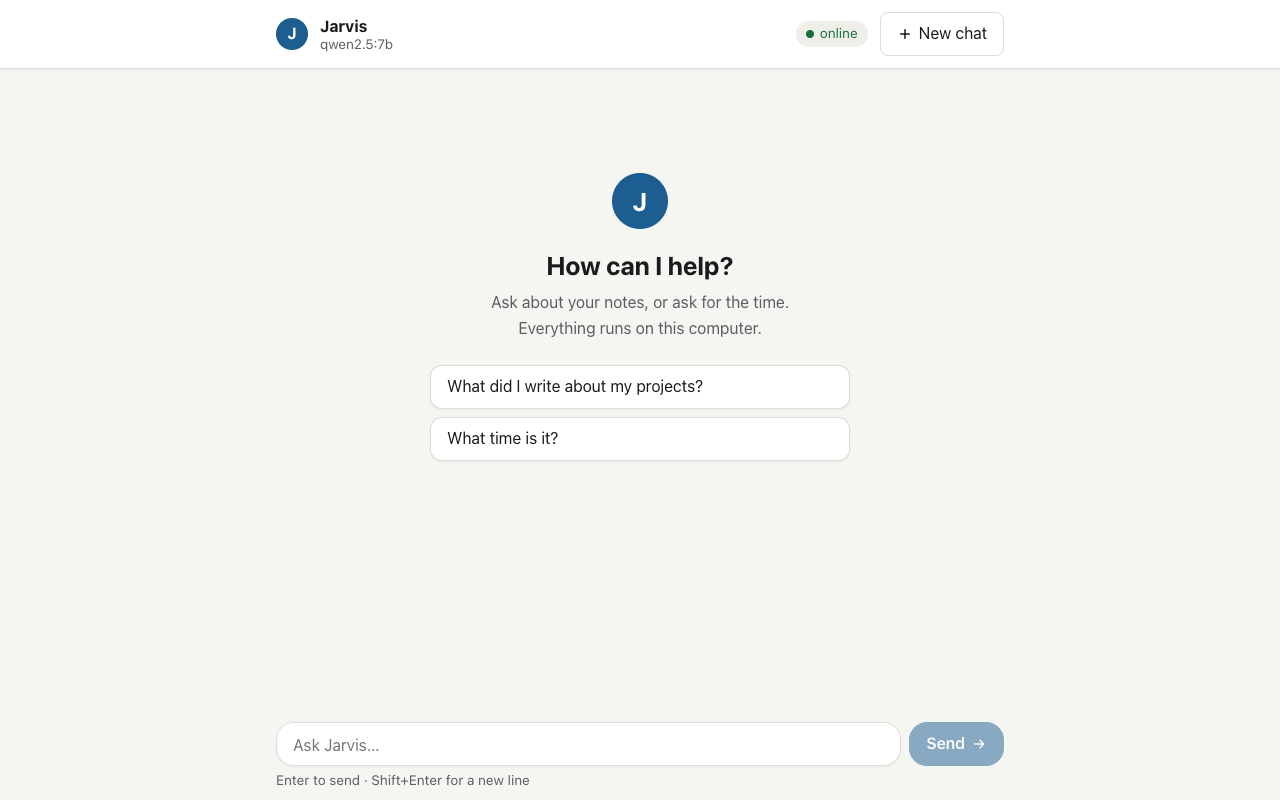 J
Jarvis
qwen2.5:7b
online
+ New chat
J
How can I help?
Ask about your notes, or ask for the time.
Everything runs on this computer.
What did I write about my projects?
What time is it?
Ask Jarvis...
Send →
Enter to send · Shift+Enter for a new line